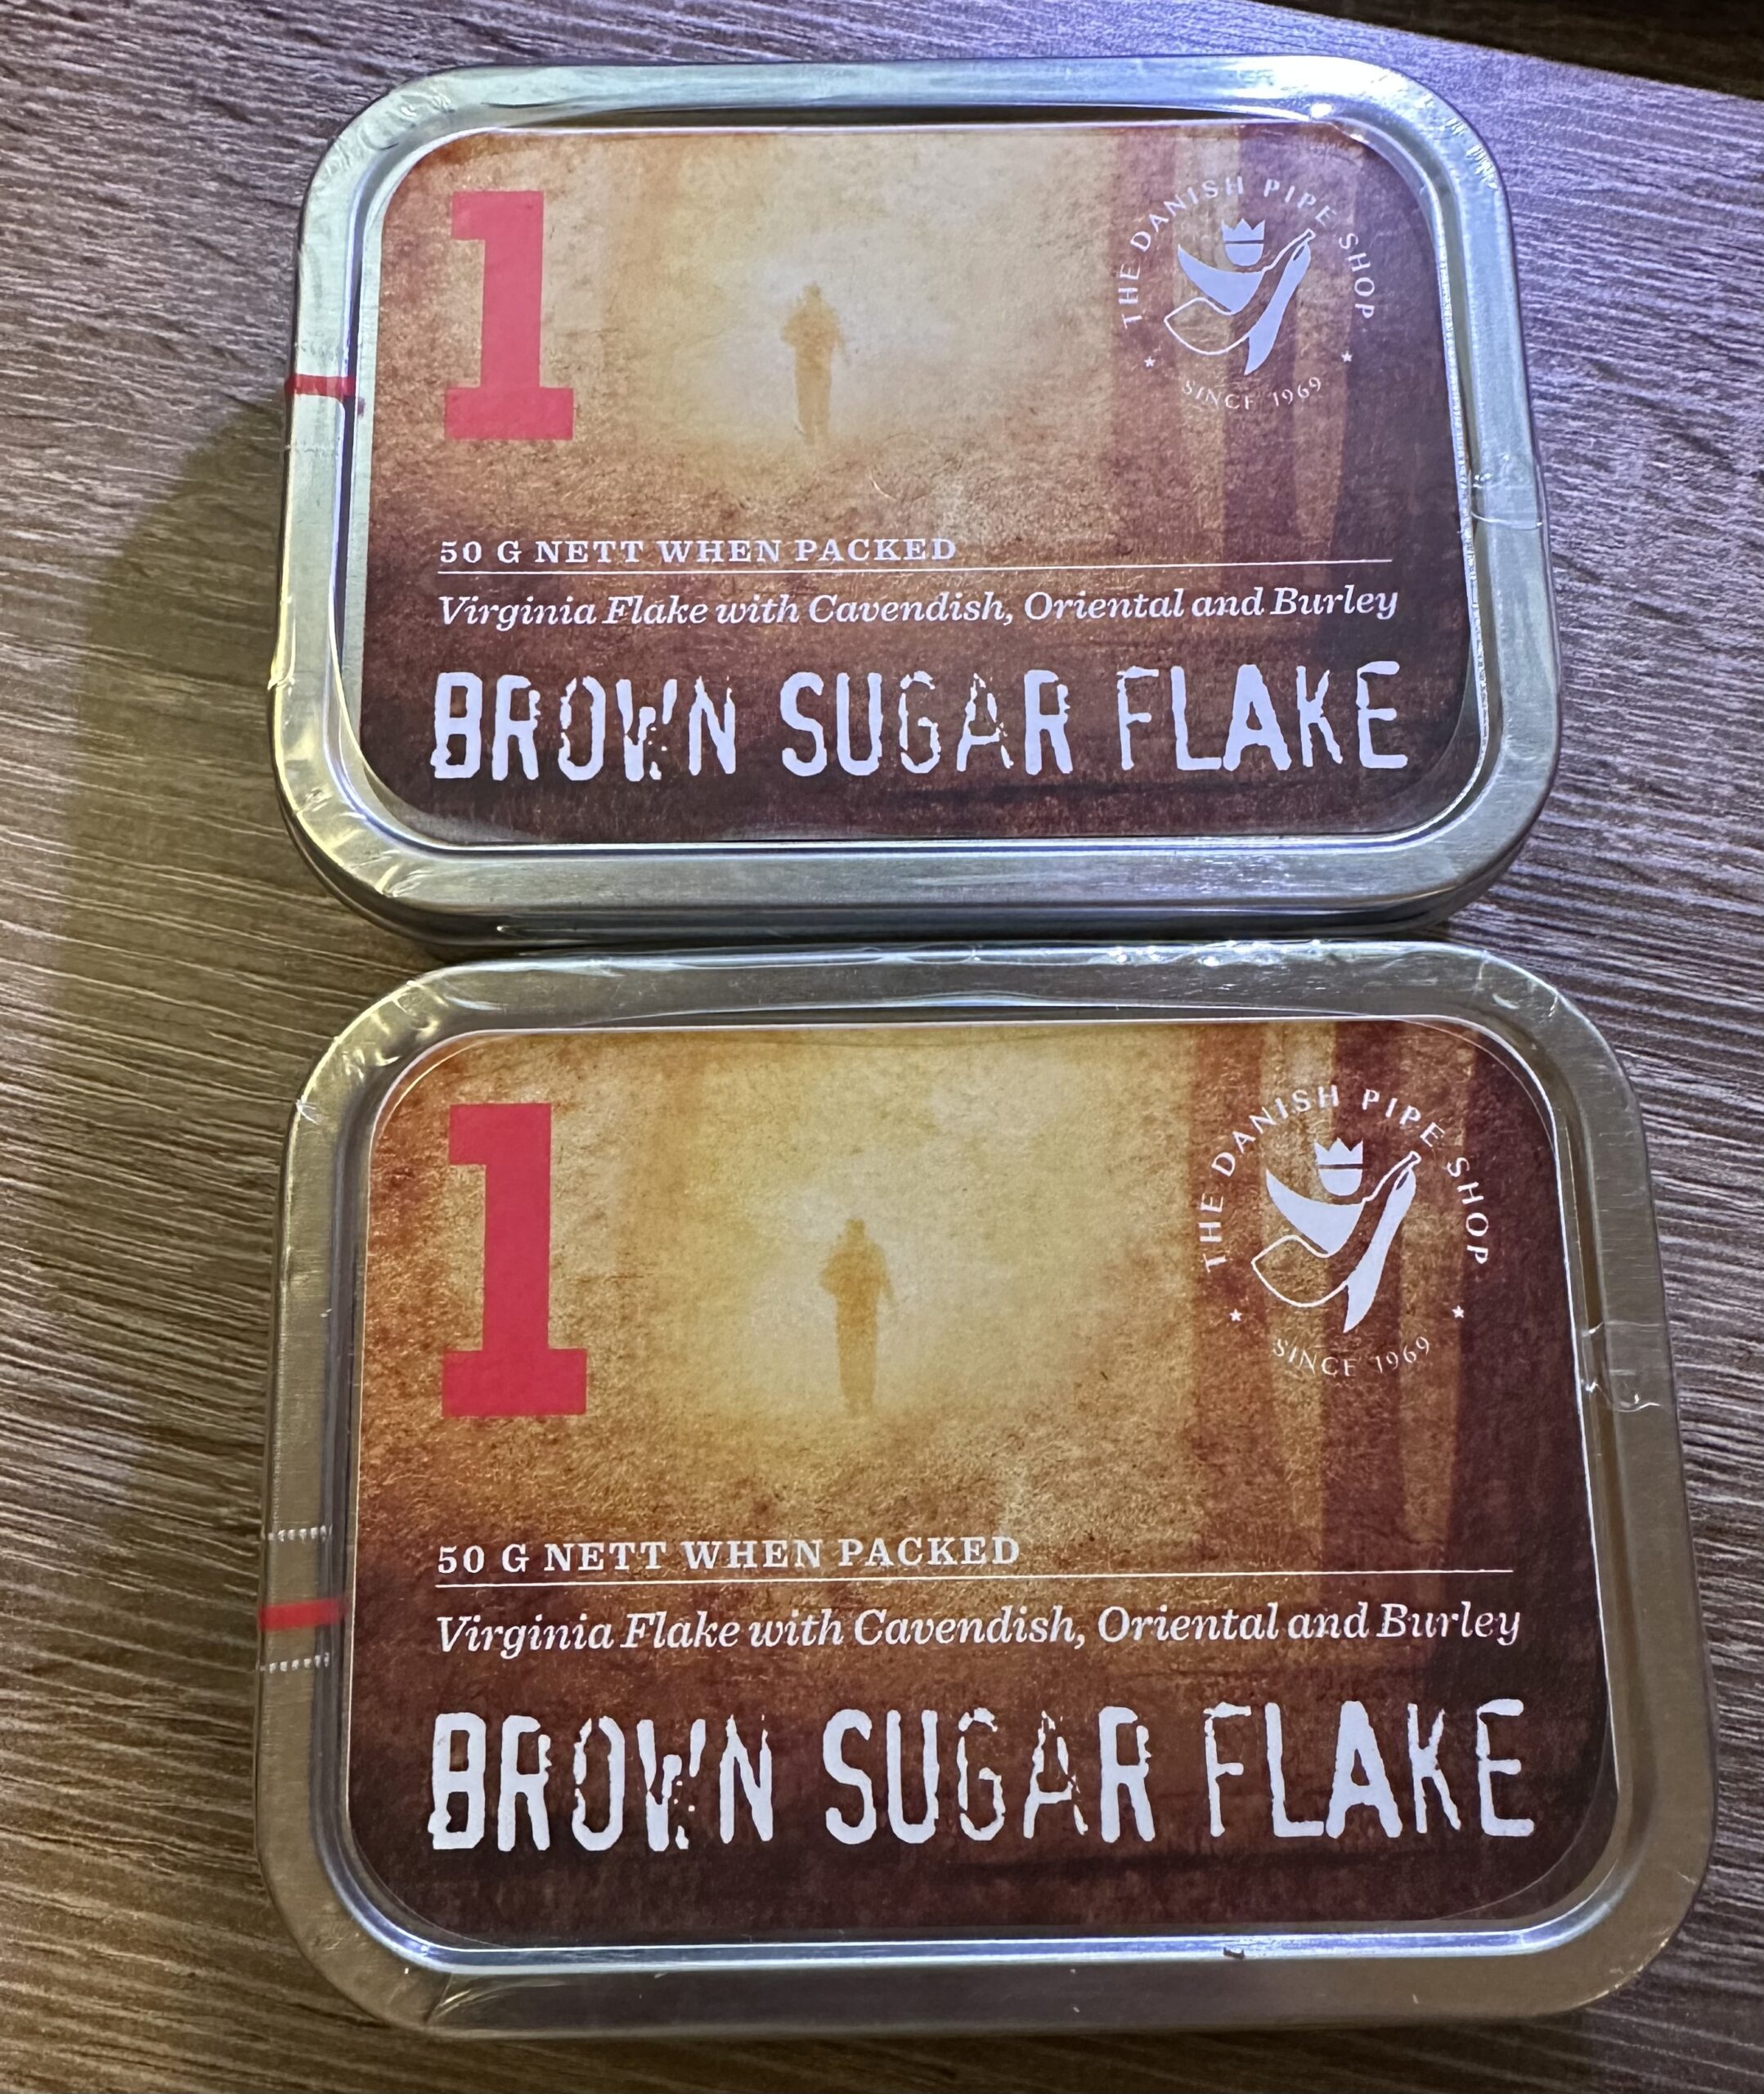 1
THE DANISH PIPE SHOP
SINCE 1969
50 G NETT WHEN PACKED
Virginia Flake with Cavendish, Oriental and Burley
BROWN SUGAR FLAKE
1
THE DANISH PIPE SHOP
SINCE 1969
50 G NETT WHEN PACKED
Virginia Flake with Cavendish, Oriental and Burley
BROWN SUGAR FLAKE